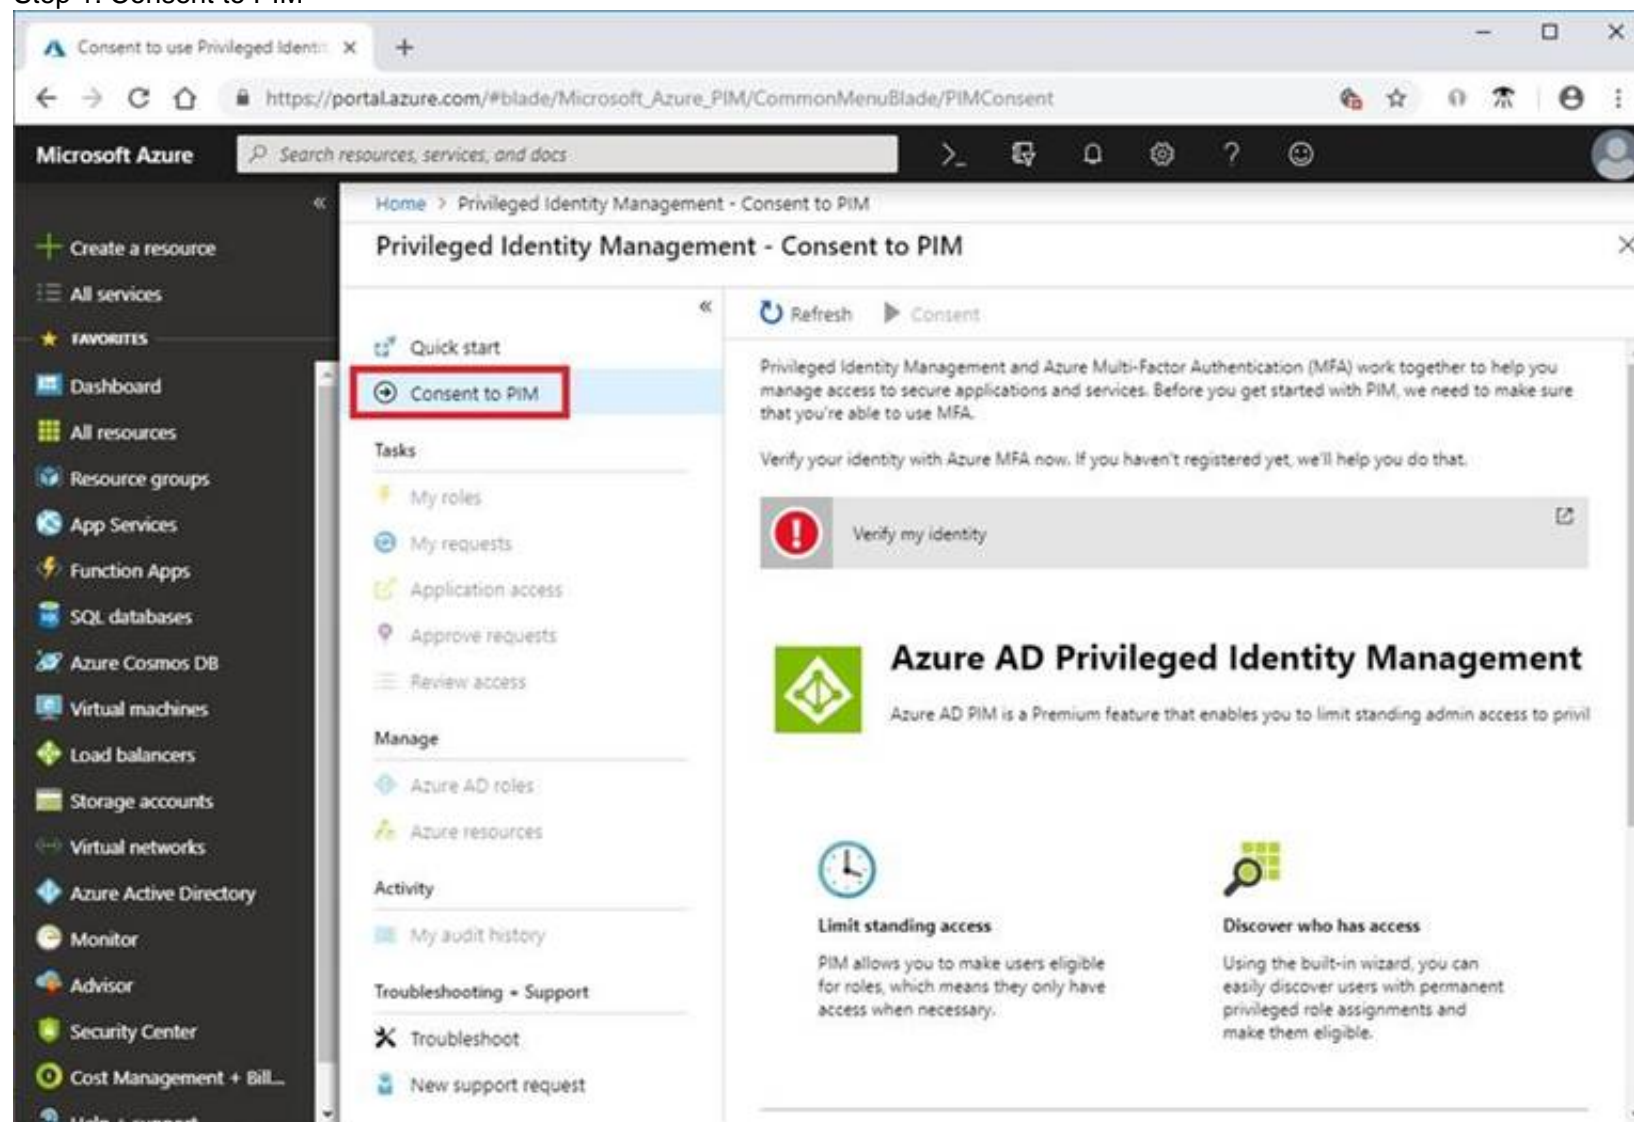 Step 1: Consent to PIM
Consent to use Privileged Identi
https://portal.azure.com/#blade/Microsoft_Azure_PIM/CommonMenuBlade/PIMConsent
Microsoft Azure
Search resources, services, and docs
Home > Privileged Identity Management - Consent to PIM
Privileged Identity Management - Consent to PIM
Create a resource
All services
FAVORITES
Dashboard
All resources
Resource groups
App Services
Function Apps
SQL databases
Azure Cosmos DB
Virtual machines
Load balancers
Storage accounts
Virtual networks
Azure Active Directory
Monitor
Advisor
Security Center
Cost Management + Bill...
Help + support
Quick start
Consent to PIM
Tasks
My roles
My requests
Application access
Approve requests
Review access
Manage
Azure AD roles
Azure resources
Activity
My audit history
Troubleshooting + Support
Troubleshoot
New support request
Refresh
Consent
Privileged Identity Management and Azure Multi-Factor Authentication (MFA) work together to help you
manage access to secure applications and services. Before you get started with PIM, we need to make sure
that you're able to use MFA.
Verify your identity with Azure MFA now. If you haven't registered yet, we'll help you do that.
Verify my identity
Azure AD Privileged Identity Management
Azure AD PIM is a Premium feature that enables you to limit standing admin access to privil
Limit standing access
PIM allows you to make users eligible
for roles, which means they only have
access when necessary.
Discover who has access
Using the built-in wizard, you can
easily discover users with permanent
privileged role assignments and
make them eligible.